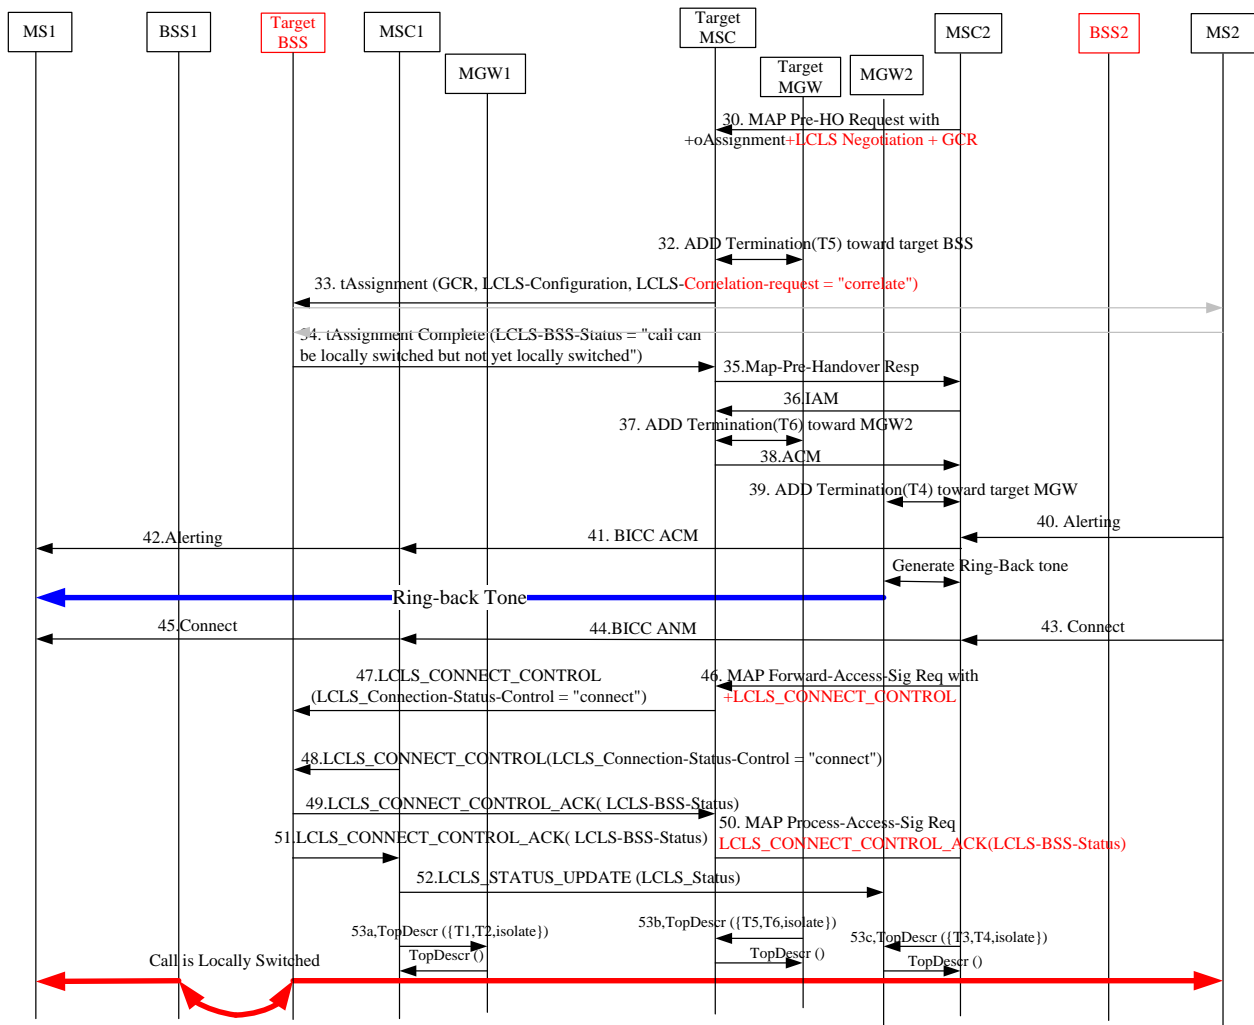 MS1
BSS1
Target
BSS
MSC1
Target
MSC
MSC2
BSS2
MS2
MGW1
Target
MGW
MGW2
30. MAP Pre-HO Request with
+oAssignment+LCLS Negotiation + GCR
32. ADD Termination(T5) toward target BSS
33. tAssignment (GCR, LCLS-Configuration, LCLS-Correlation-request = "correlate")
34. tAssignment Complete (LCLS-BSS-Status = "call can
be locally switched but not yet locally switched")
35.Map-Pre-Handover Resp
36.IAM
37. ADD Termination(T6) toward MGW2
38.ACM
39. ADD Termination(T4) toward target MGW
40. Alerting
41. BICC ACM
42.Alerting
Generate Ring-Back tone
Ring-back Tone
43. Connect
44.BICC ANM
45.Connect
46. MAP Forward-Access-Sig Req with
+LCLS_CONNECT_CONTROL
47.LCLS_CONNECT_CONTROL
(LCLS_Connection-Status-Control = "connect")
48.LCLS_CONNECT_CONTROL(LCLS_Connection-Status-Control = "connect")
49.LCLS_CONNECT_CONTROL_ACK( LCLS-BSS-Status)
50. MAP Process-Access-Sig Req
LCLS_CONNECT_CONTROL_ACK(LCLS-BSS-Status)
51.LCLS_CONNECT_CONTROL_ACK( LCLS-BSS-Status)
52.LCLS_STATUS_UPDATE (LCLS_Status)
53a,TopDescr ({T1,T2,isolate})
TopDescr ()
53b,TopDescr ({T5,T6,isolate})
TopDescr ()
53c,TopDescr ({T3,T4,isolate})
TopDescr ()
Call is Locally Switched